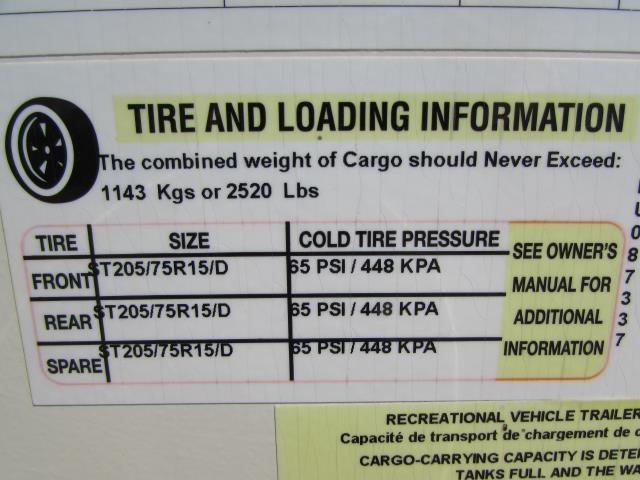 TIRE AND LOADING INFORMATION
The combined weight of Cargo should Never Exceed:
1143 Kgs or 2520 Lbs
TIRE SIZE COLD TIRE PRESSURE SEE OWNER'S
FRONT ST205/75R15/D 65 PSI / 448 KPA MANUAL FOR
REAR ST205/75R15/D 65 PSI / 448 KPA ADDITIONAL
SPARE ST205/75R15/D 65 PSI / 448 KPA INFORMATION
RECREATIONAL VEHICLE TRAILER
Capacité de transport de chargement de
CARGO-CARRYING CAPACITY IS
TANKS FULL AND THE